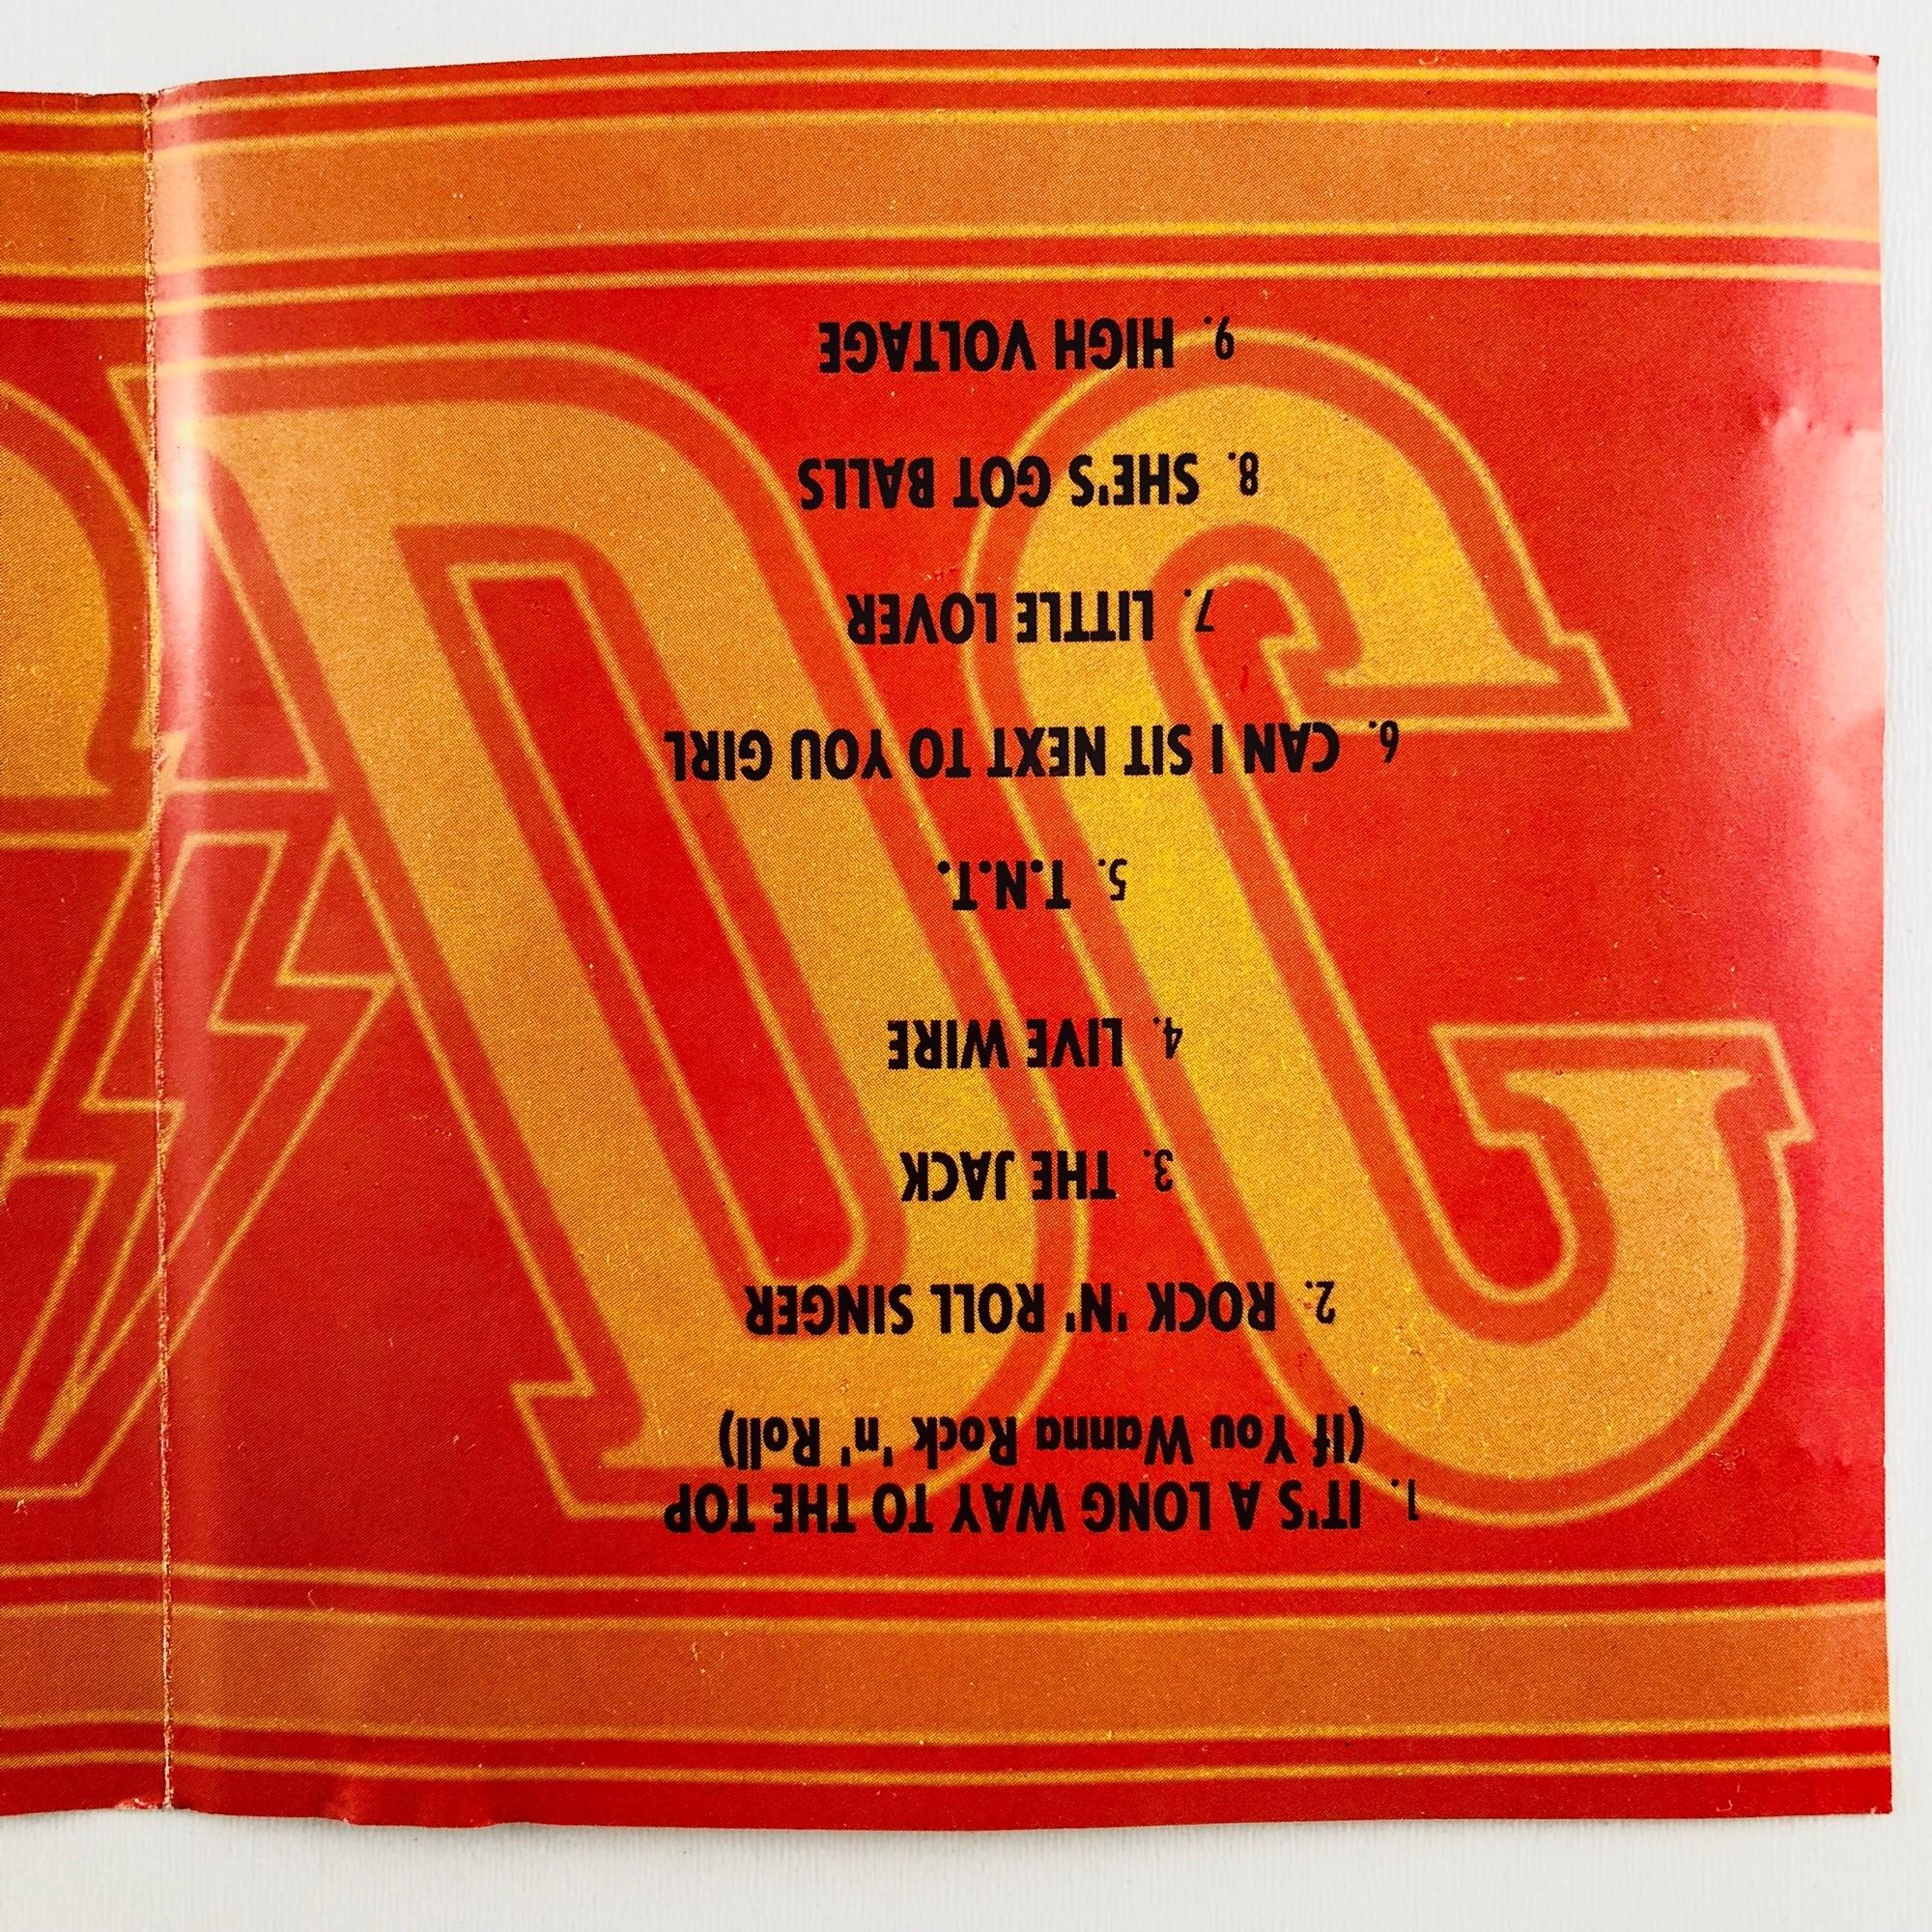 1. IT'S A LONG WAY TO THE TOP
(If You Wanna Rock 'n' Roll)
2. ROCK 'N' ROLL SINGER
3. THE JACK
4. LIVE WIRE
5. T.N.T.
6. CAN I SIT NEXT TO YOU GIRL
7. LITTLE LOVER
8. SHE'S GOT BALLS
9. HIGH VOLTAGE